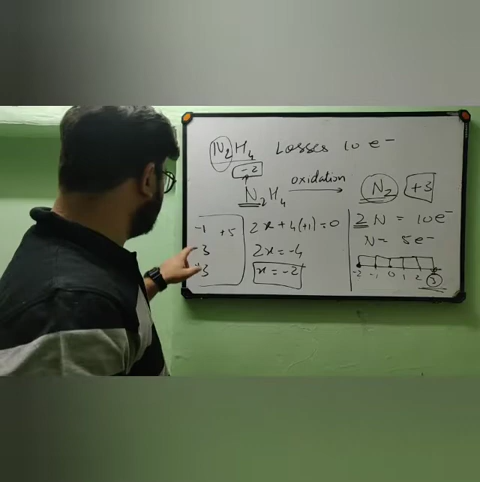 N₂H₄ Losses 10 e⁻
-2
N₂H₄ oxidation → N₂ +3
-1 +5
-3
+3
2x + 4(+1) = 0
2x = -4
x = -2
2N = 10e⁻
N = 5e⁻
-2 -1 0 1 2 3